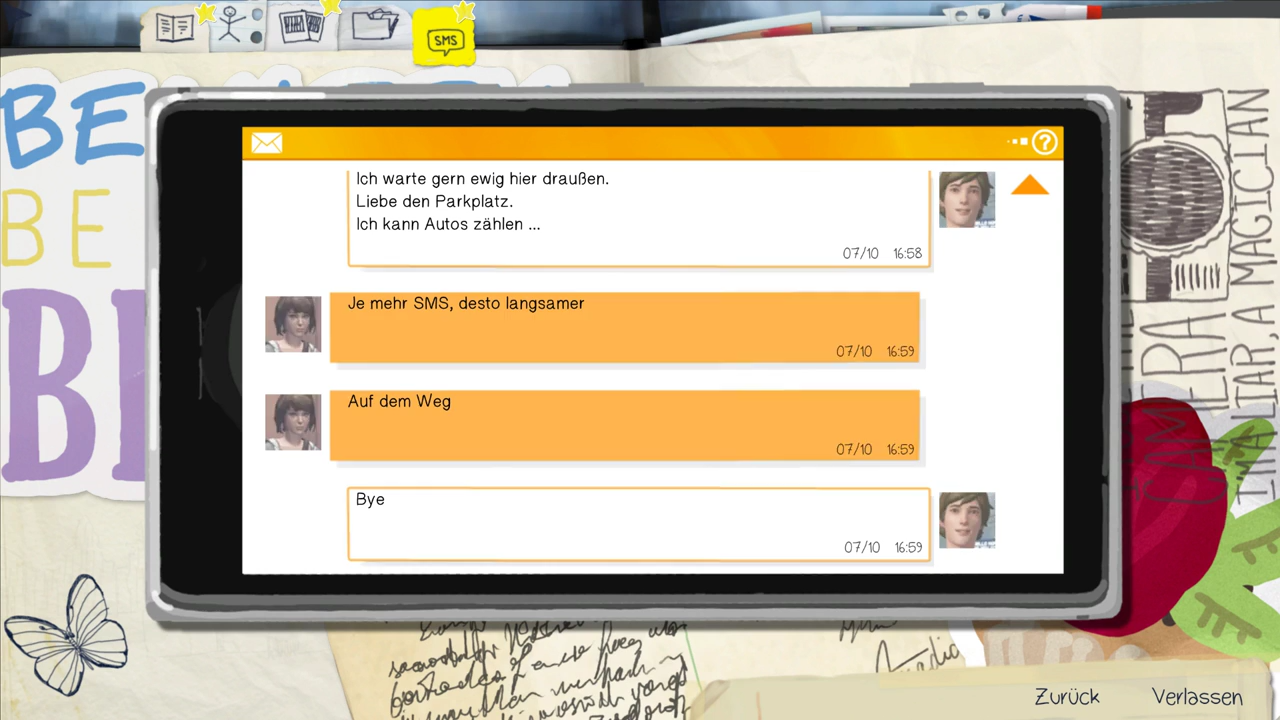 SMS
BE
BE
Ich warte gern ewig hier draußen.
Liebe den Parkplatz.
Ich kann Autos zählen ...
07/10 16:58
Je mehr SMS, desto langsamer
07/10 16:59
Auf dem Weg
07/10 16:59
Bye
07/10 16:59
CAMERA
A MAGICIAN
Zurück
Verlassen